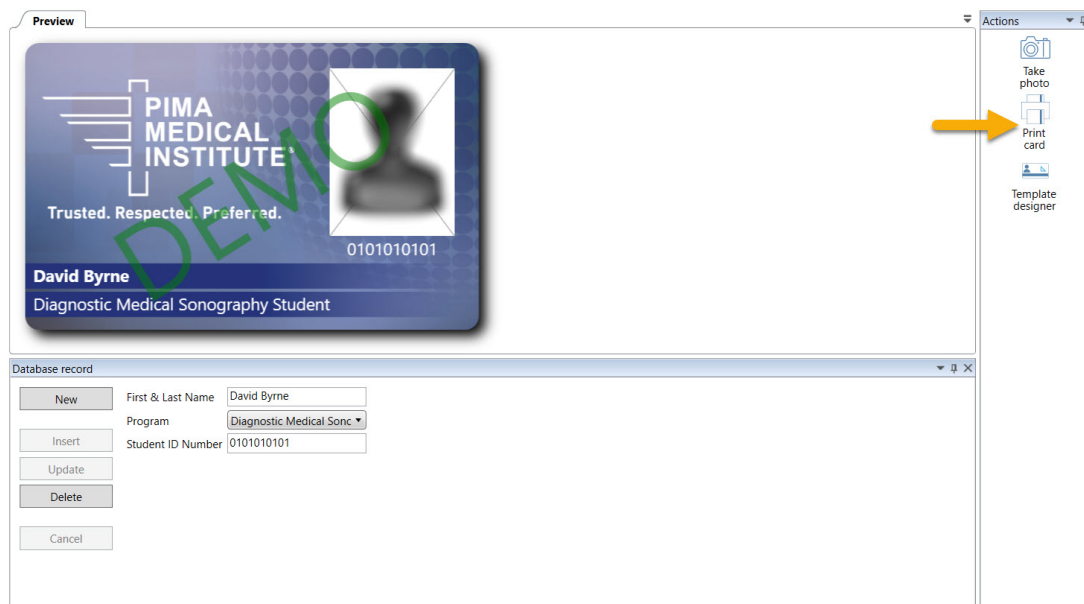 Preview
PIMA
MEDICAL
INSTITUTE
Trusted. Respected. Preferred.
DEMO
0101010101
David Byrne
Diagnostic Medical Sonography Student
Actions
Take
photo
Print
card
Template
designer
Database record
New
First & Last Name David Byrne
Program Diagnostic Medical Sonc
Insert
Student ID Number 0101010101
Update
Delete
Cancel